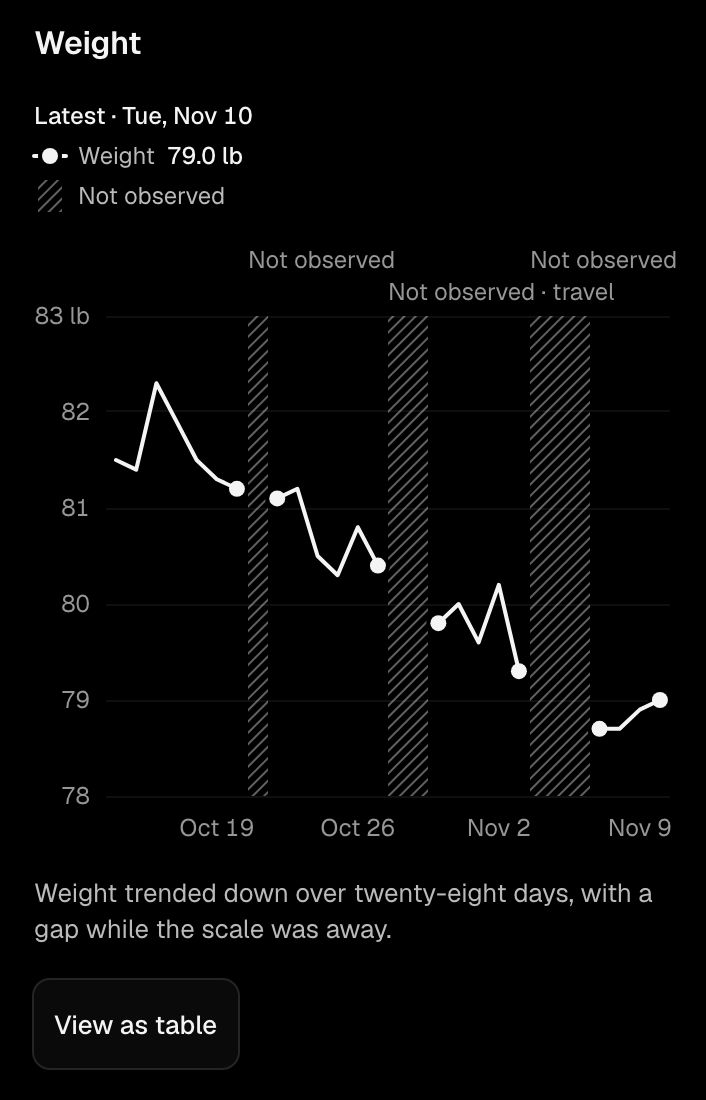 Weight
Latest · Tue, Nov 10
Weight 79.0 lb
Not observed
Not observed
Not observed
Not observed · travel
83 lb
82
81
80
79
78
Oct 19
Oct 26
Nov 2
Nov 9
Weight trended down over twenty-eight days, with a
gap while the scale was away.
View as table